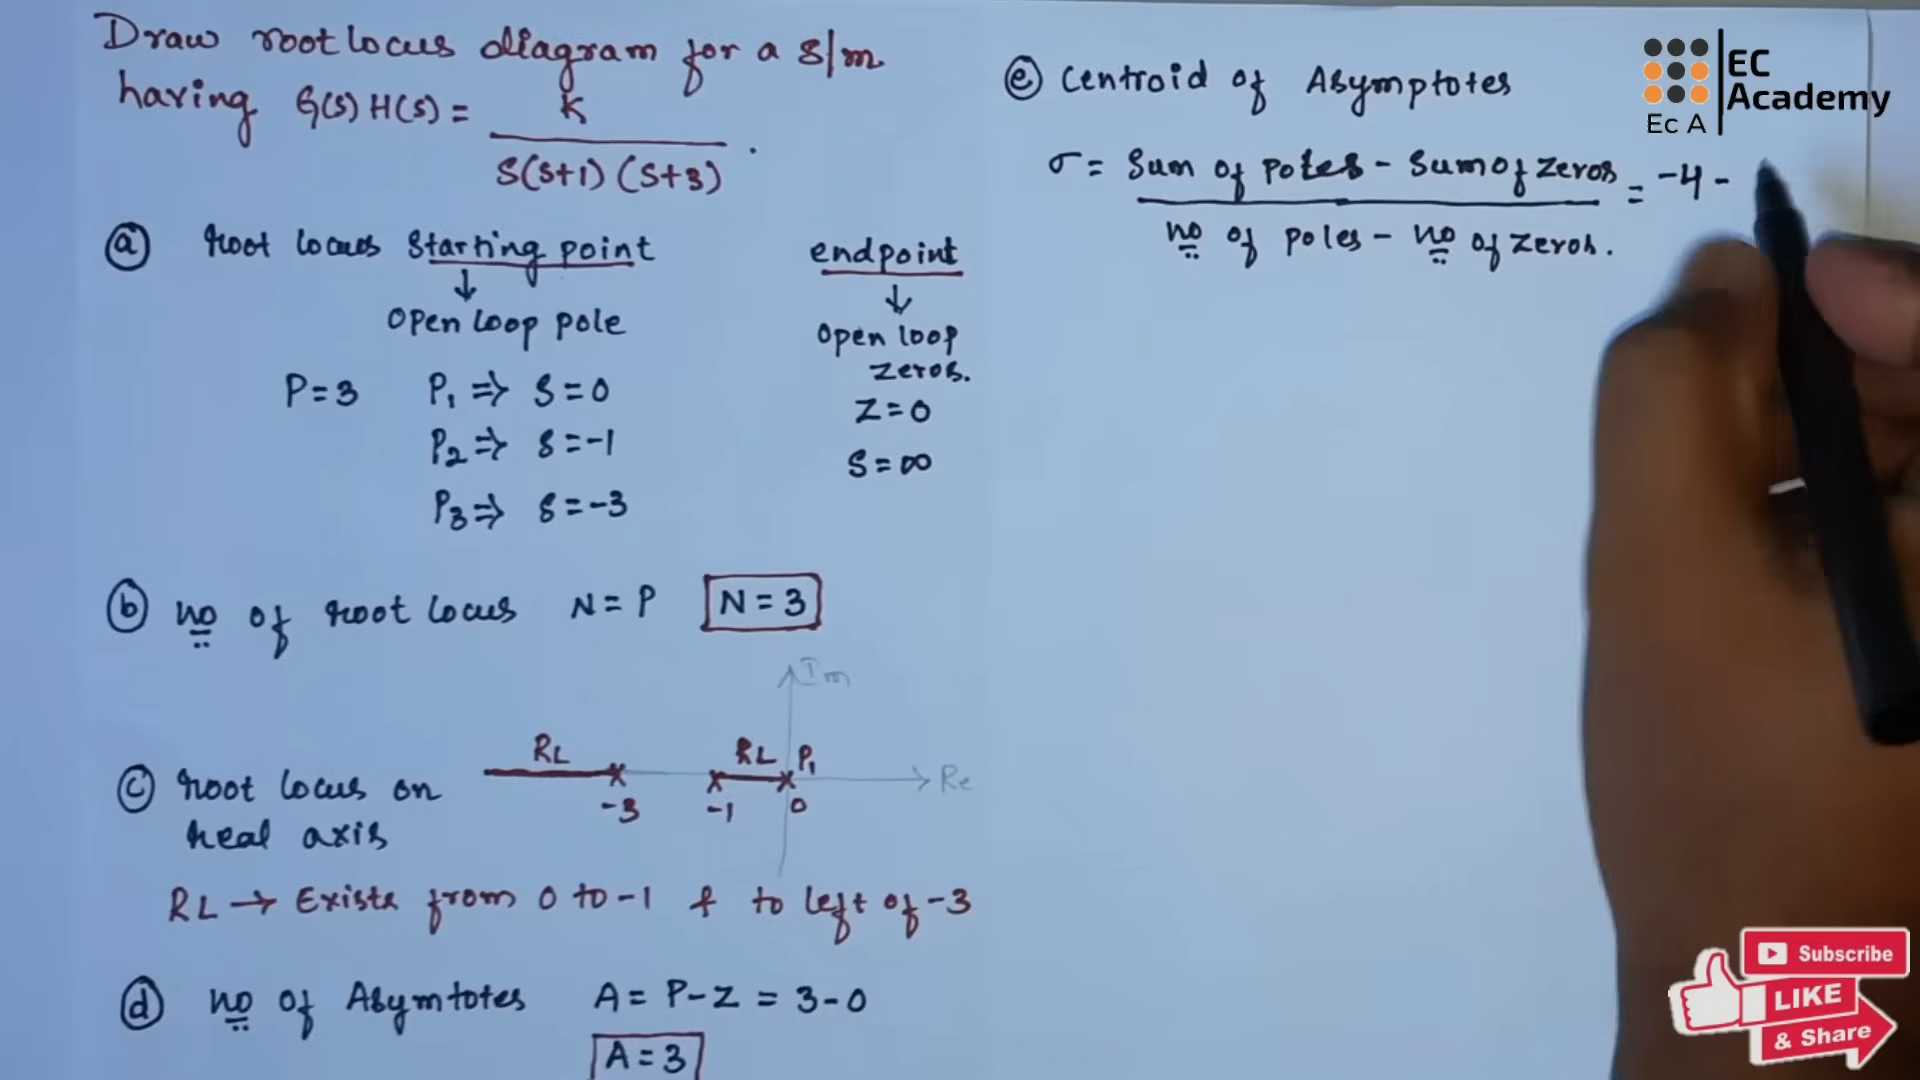 Draw root locus diagram for a s/m
having G(s) H(s) = K
S(S+1) (S+3) .
(a) root locus starting point
↓
open loop pole
P=3 P1 ⇒ S=0
P2 ⇒ S=-1
P3 ⇒ S=-3
endpoint
↓
open loop
zeros.
Z=0
S=∞
(b) no of root locus N=P N=3
(c) root locus on
real axis
Im
RL RL P1
-3 -1 0
Re
RL → Exists from 0 to -1 & to left of -3
(d) no of Asymtotes A = P-Z = 3-0
A=3
(e) centroid of Asymptotes
σ = Sum of poles - Sum of zeros = -4 -
no of poles - no of zeros.
EC
Academy
Ec A
Subscribe
LIKE
& Share